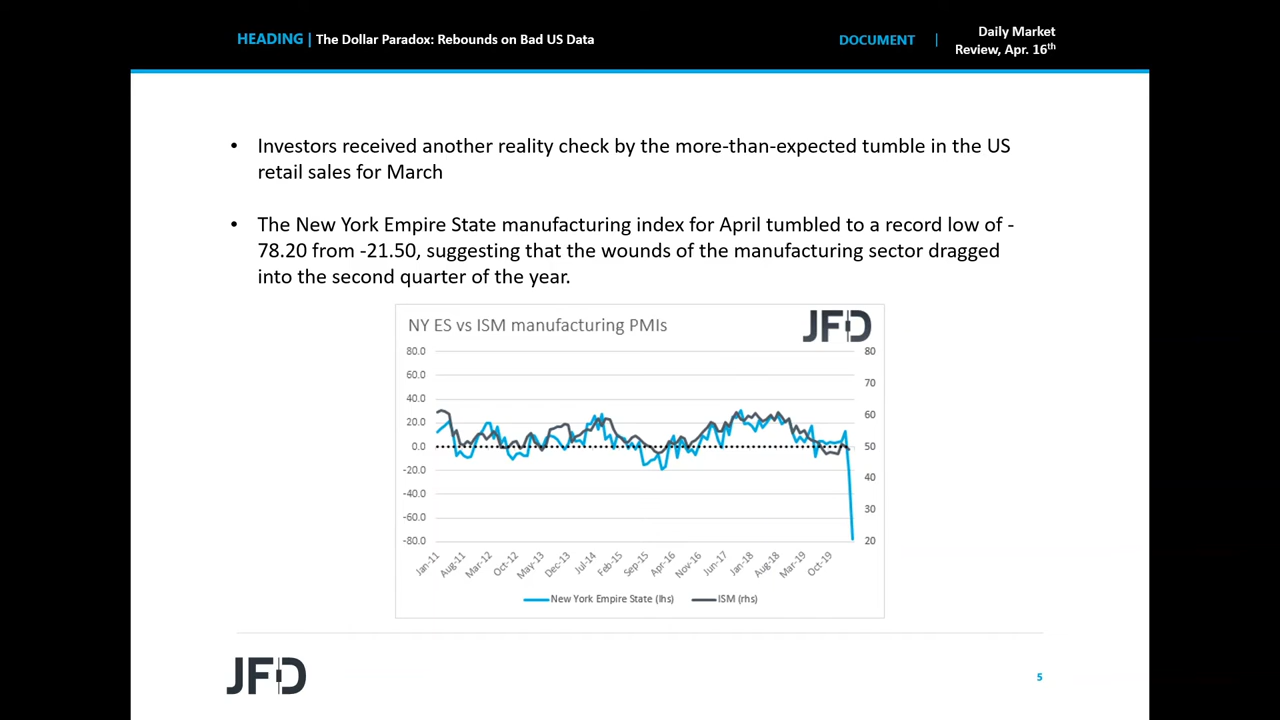 HEADING | The Dollar Paradox: Rebounds on Bad US Data
DOCUMENT |
Daily Market
Review, Apr. 16th
• Investors received another reality check by the more-than-expected tumble in the US
retail sales for March
• The New York Empire State manufacturing index for April tumbled to a record low of -
78.20 from -21.50, suggesting that the wounds of the manufacturing sector dragged
into the second quarter of the year.
NY ES vs ISM manufacturing PMIs
JFD
80.0 80
60.0 70
40.0 60
20.0 50
0.0 40
-20.0 30
-40.0 20
-60.0
-80.0
Jan-11 Aug-11 Mar-12 Oct-12 May-13 Dec-13 Jul-14 Feb-15 Sep-15 Apr-16 Nov-16 Jun-17 Jan-18 Aug-18 Mar-19 Oct-19
New York Empire State (lhs) ISM (rhs)
JFD
5